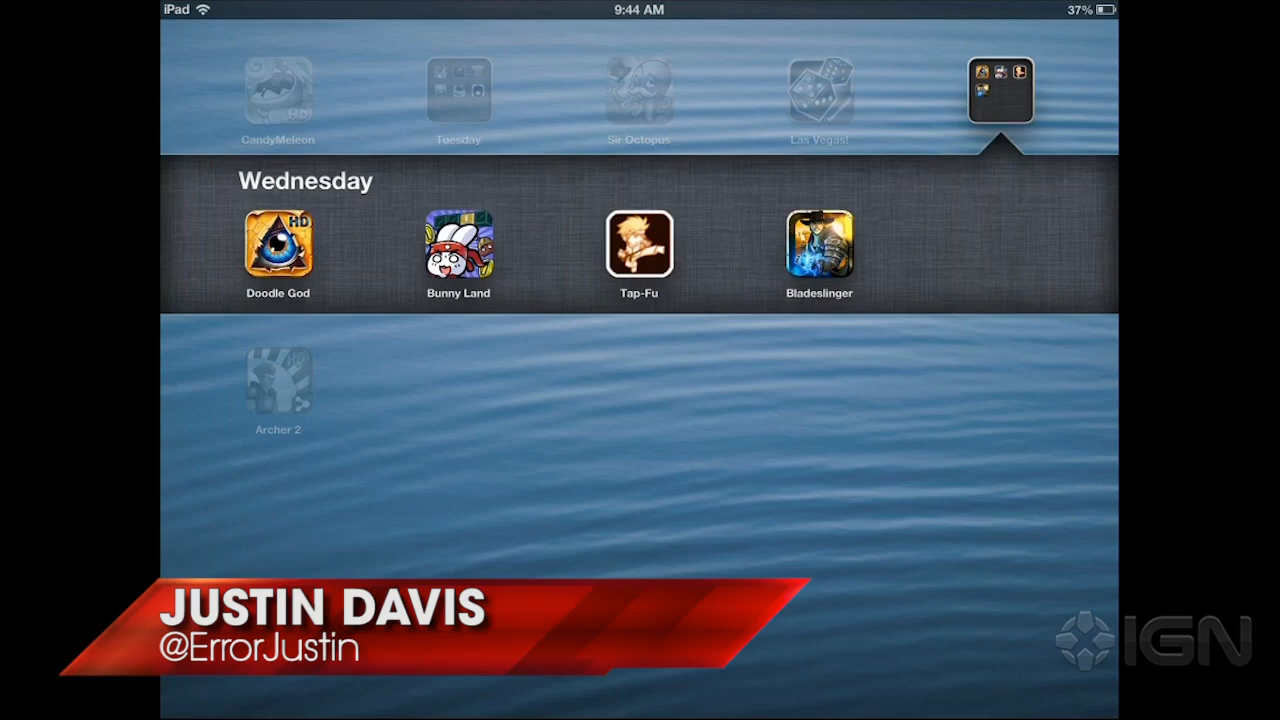 iPad 9:44 AM 37%
CandyMeleon Tuesday Sir Octopus Las Vegas!
Wednesday
HD
Doodle God Bunny Land Tap-Fu Bladeslinger
Archer 2
JUSTIN DAVIS
@ErrorJustin
IGN